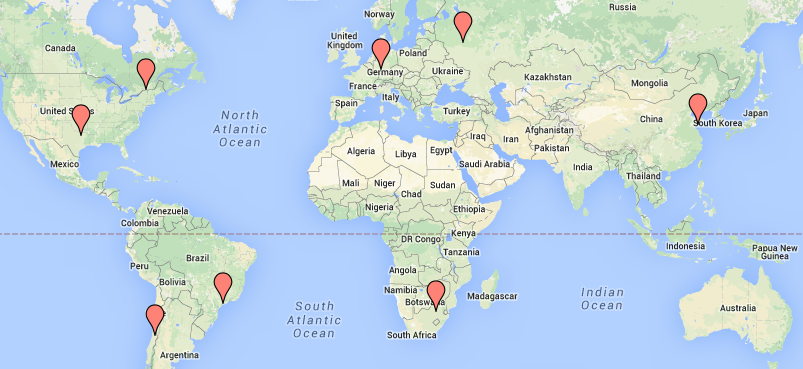 Norway
Russia
Canada
United
Kingdom
Poland
Germany
Ukraine
Kazakhstan
Mongolia
France
Italy
Spain
Turkey
United
North
Atlantic
Ocean
China
South Korea
Japan
Iraq
Iran
Afghanistan
Pakistan
Mexico
Algeria
Libya
Egypt
Saudi Arabia
India
Thailand
Mali
Niger
Chad
Sudan
Nigeria
Ethiopia
Venezuela
Colombia
DR Congo
Kenya
Tanzania
Indonesia
Papua New
Guinea
Peru
Brazil
Bolivia
Angola
Namibia
Madagascar
South
Atlantic
Ocean
Indian
Ocean
Australia
South Africa
Argentina